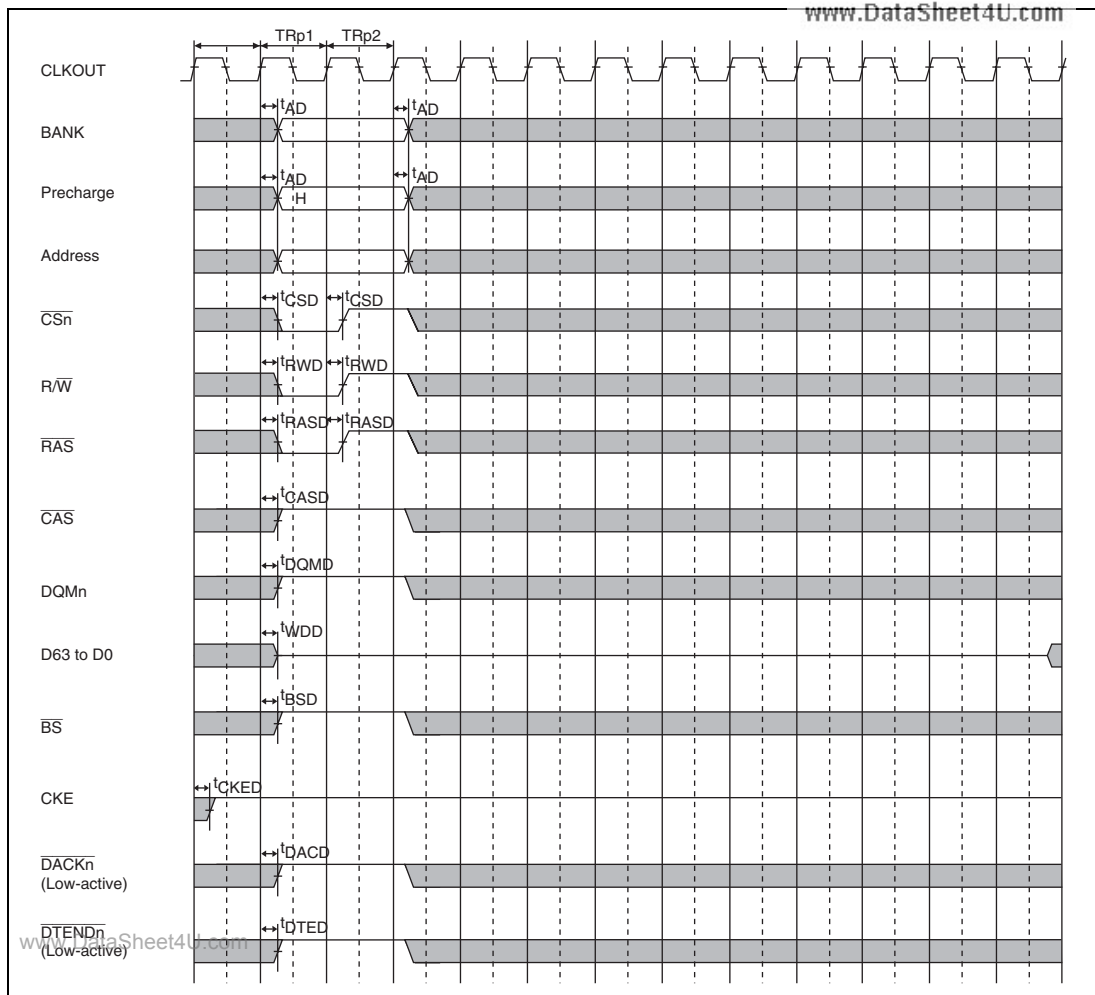 www.DataSheet4U.com
TRp1 TRp2
CLKOUT
tAD tAD
BANK
tAD tAD
Precharge H
Address
tCSD tCSD
CSn
tRWD tRWD
R/W
tRASD tRASD
RAS
tCASD
CAS
tDQMD
DQMn
tWDD
D63 to D0
tBSD
BS
tCKED
CKE
tDACD
DACKn
(Low-active)
tDTED
DTENDn
www.DataSheet4U.com
(Low-active)